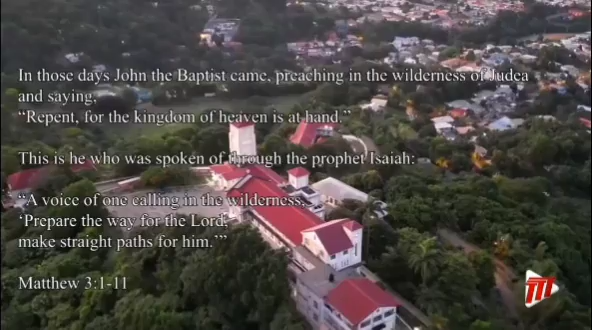 In those days John the Baptist came, preaching in the wilderness of Judea
and saying,
“Repent, for the kingdom of heaven is at hand.”
This is he who was spoken of through the prophet Isaiah:
“A voice of one calling in the wilderness,
‘Prepare the way for the Lord,
make straight paths for him.’”
Matthew 3:1-11